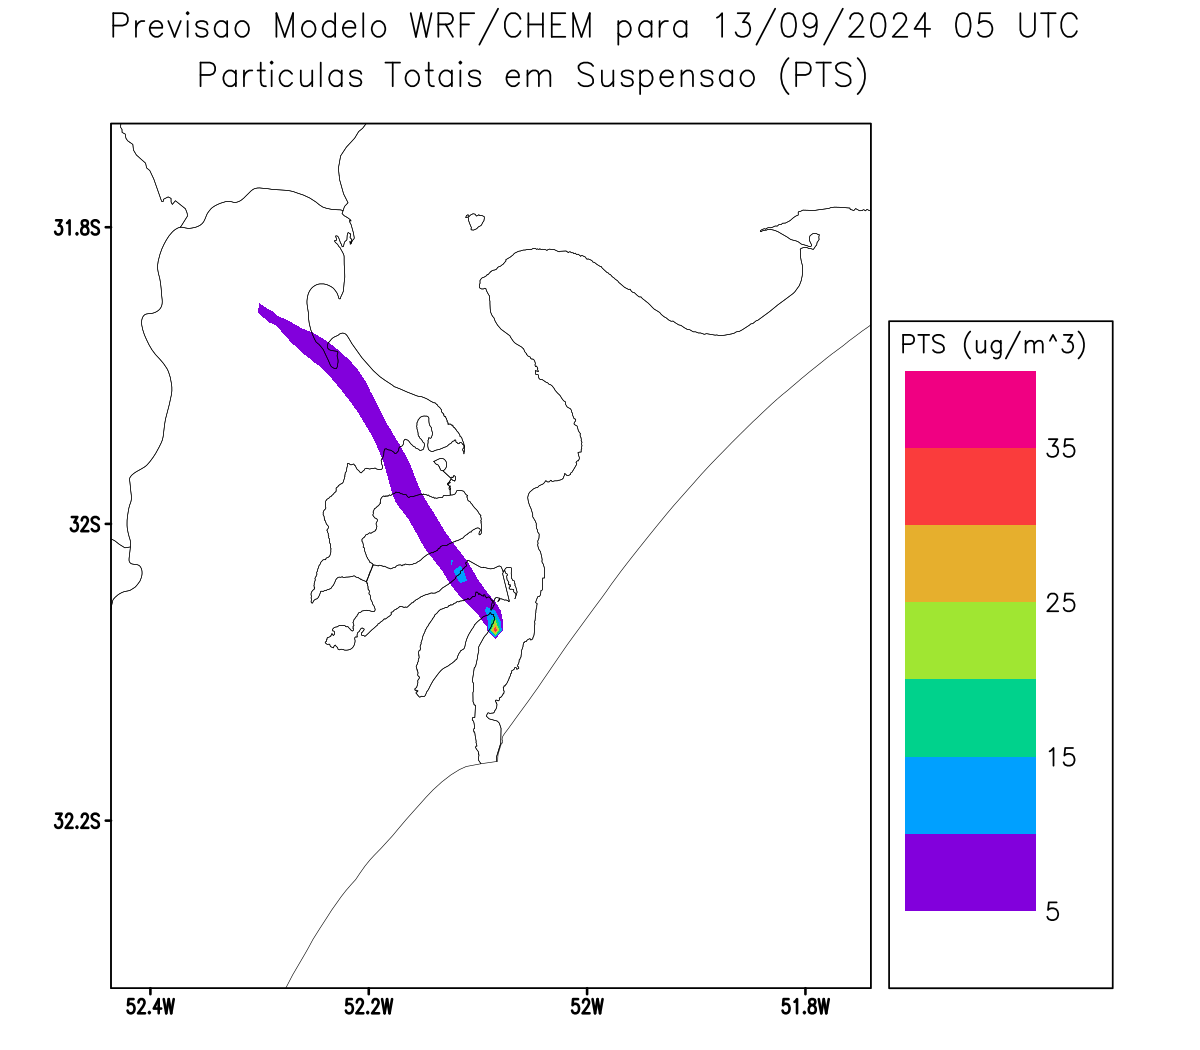 Previsao Modelo WRF/CHEM para 13/09/2024 05 UTC
Particulas Totais em Suspensao (PTS)
31.8S
32S
32.2S
52.4W
52.2W
52W
51.8W
PTS (ug/m^3)
35
25
15
5